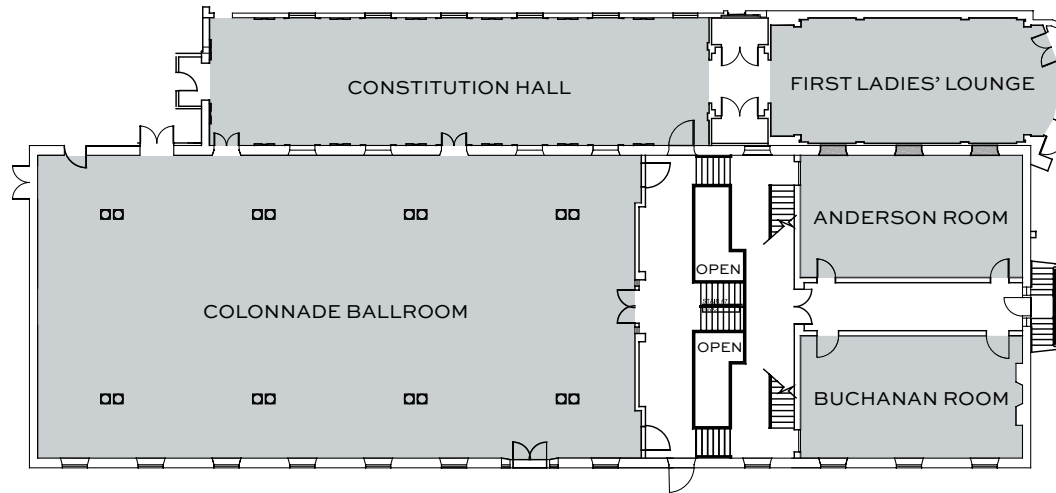 CONSTITUTION HALL
FIRST LADIES' LOUNGE
ANDERSON ROOM
OPEN
COLONNADE BALLROOM
OPEN
BUCHANAN ROOM